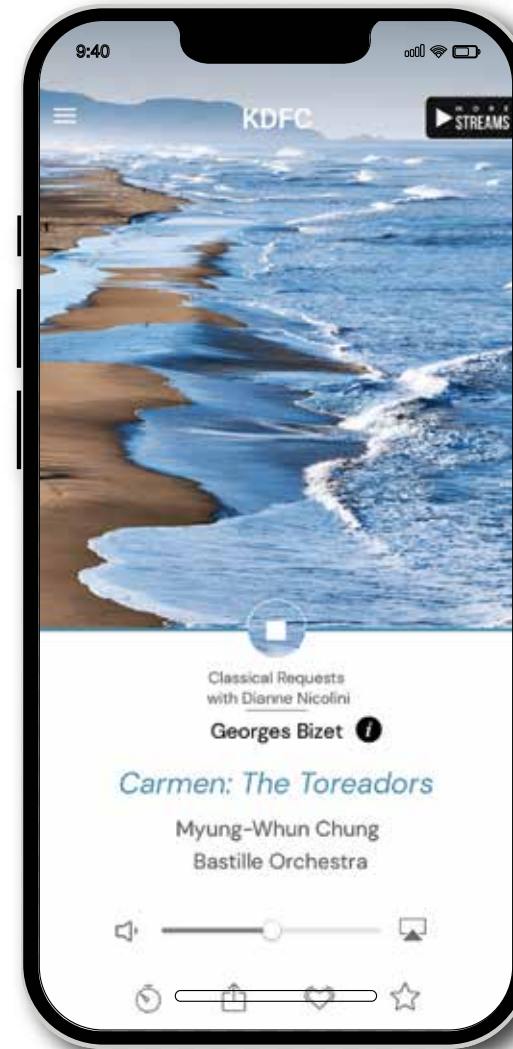 9:40
KDFC
MORE
STREAMS
Classical Requests
with Dianne Nicolini
Georges Bizet i
Carmen: The Toreadors
Myung-Whun Chung
Bastille Orchestra